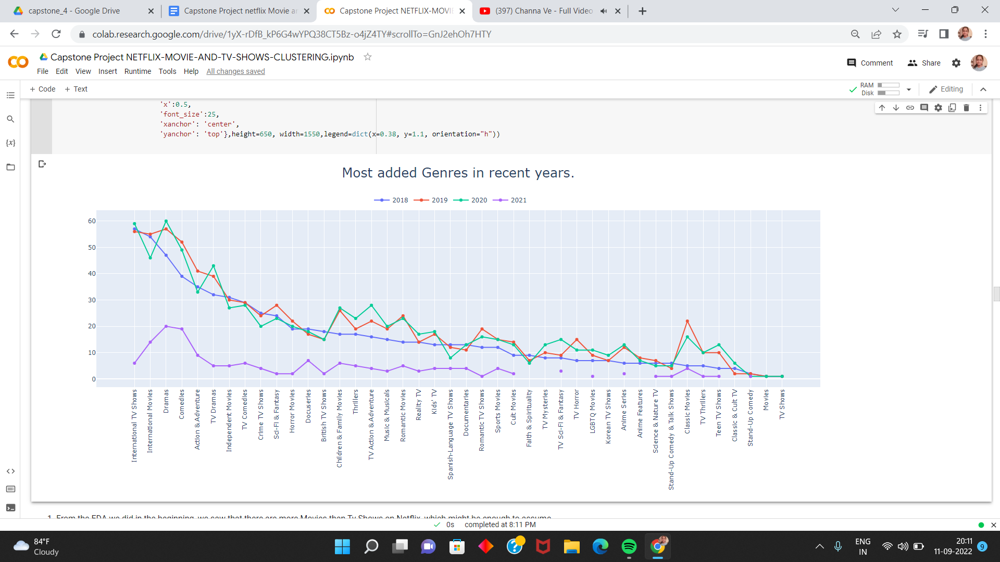 capstone_4 - Google Drive
Capstone Project netflix Movie a
Capstone Project NETFLIX-MOVIE
(397) Channa Ve - Full Video
colab.research.google.com/drive/1yX-rDfB_kP6G4wYPQ38CT5Bz-o4jZ4TY#scrollTo=GnJ2ehOh7HTY
Capstone Project NETFLIX-MOVIE-AND-TV-SHOWS-CLUSTERING.ipynb
File Edit View Insert Runtime Tools Help All changes saved
Comment Share
+ Code + Text
RAM
Disk
Editing
{x}
'x':0.5,
'font_size':25,
'xanchor': 'center',
'yanchor': 'top'},height=650, width=1550,legend=dict(x=0.38, y=1.1, orientation="h"))
Most added Genres in recent years.
2018 2019 2020 2021
60
50
40
30
20
10
0
International TV Shows
International Movies
Dramas
Comedies
Action & Adventure
TV Dramas
Independent Movies
TV Comedies
Crime TV Shows
Sci-Fi & Fantasy
Horror Movies
Docuseries
British TV Shows
Children & Family Movies
Thrillers
TV Action & Adventure
Music & Musicals
Romantic Movies
Reality TV
Kids' TV
Spanish-Language TV Shows
Documentaries
Romantic TV Shows
Sports Movies
Cult Movies
Faith & Spirituality
TV Mysteries
TV Sci-Fi & Fantasy
TV Horror
LGBTQ Movies
Korean TV Shows
Anime Series
Anime Features
Science & Nature TV
Stand-Up Comedy & Talk Shows
Classic Movies
TV Thrillers
Teen TV Shows
Classic & Cult TV
Stand-Up Comedy
Movies
TV Shows
1. From the EDA we did in the beginning, we saw that there are more Movies than Tv Shows on Netflix, which might be enough to assume
0s completed at 8:11 PM
84°F
Cloudy
ENG
IN
20:11
11-09-2022
9